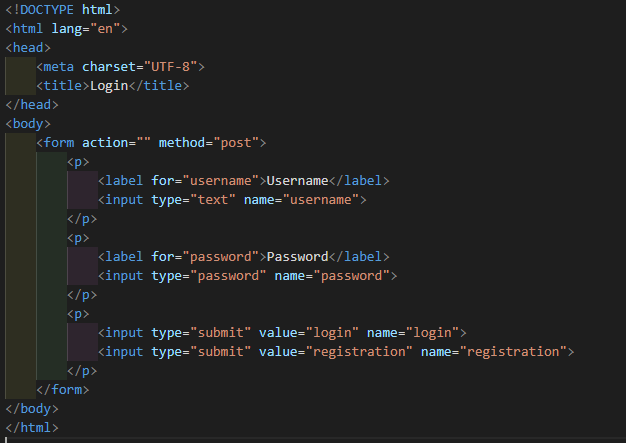 <!DOCTYPE html>
<html lang="en">
<head>
    <meta charset="UTF-8">
    <title>Login</title>
</head>
<body>
    <form action="" method="post">
        <p>
            <label for="username">Username</label>
            <input type="text" name="username">
        </p>
        <p>
            <label for="password">Password</label>
            <input type="password" name="password">
        </p>
        <p>
            <input type="submit" value="login" name="login">
            <input type="submit" value="registration" name="registration">
        </p>
    </form>
</body>
</html>